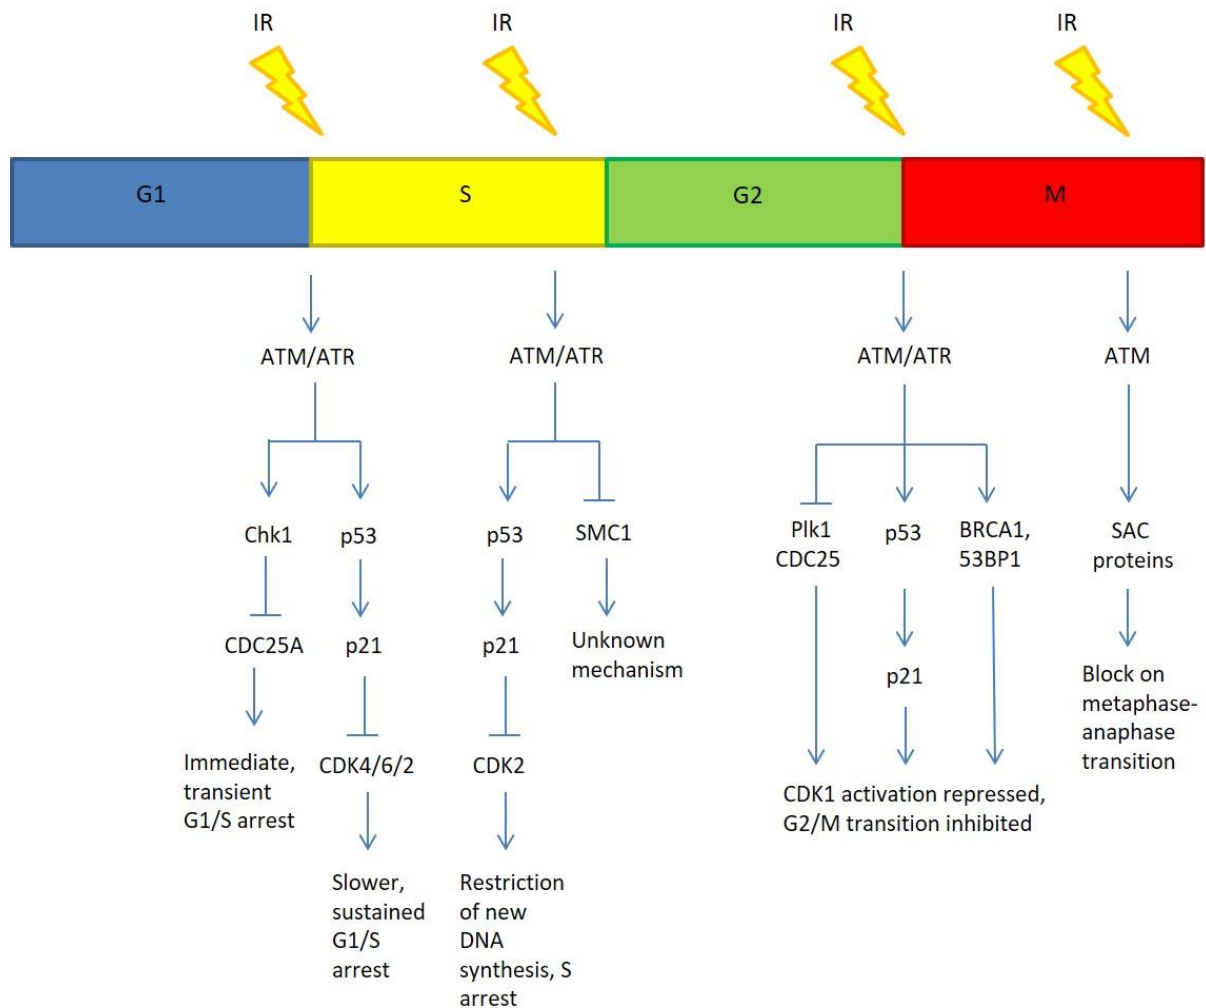 IR
IR
IR
IR
G1
S
G2
M
ATM/ATR
ATM/ATR
ATM/ATR
ATM
Chk1
p53
p53
SMC1
Plk1
CDC25
p53
BRCA1,
53BP1
SAC
proteins
CDC25A
p21
p21
Unknown
mechanism
p21
Block on
metaphase-
anaphase
transition
Immediate,
transient
G1/S arrest
CDK4/6/2
CDK2
CDK1 activation repressed,
G2/M transition inhibited
Slower,
sustained
G1/S
arrest
Restriction
of new
DNA
synthesis, S
arrest